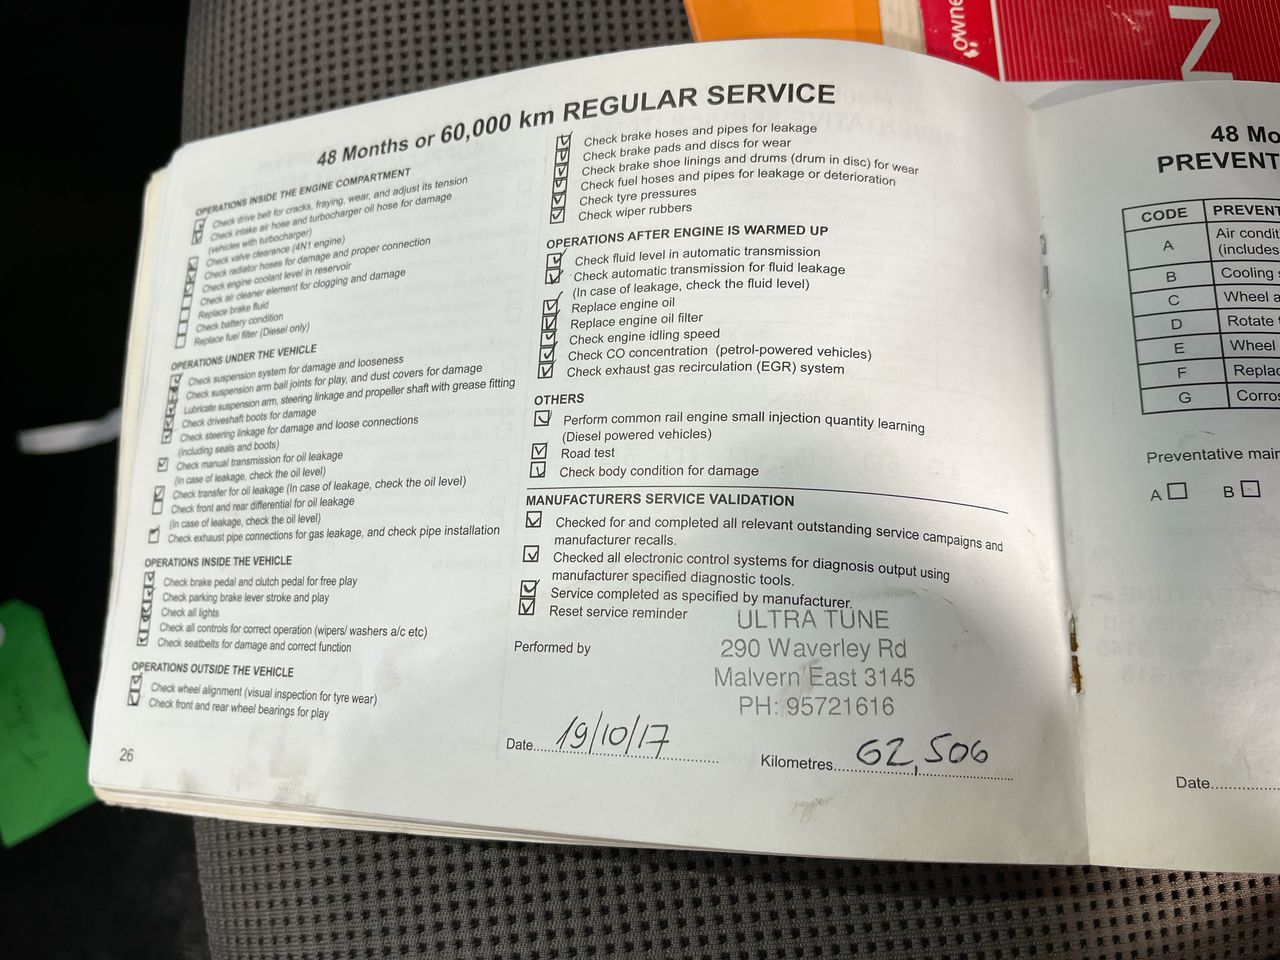 owne
N
48 Months or 60,000 km REGULAR SERVICE
OPERATIONS INSIDE THE ENGINE COMPARTMENT
Check drive belt for cracks, fraying, wear, and adjust its tension
Check intake air hose and turbocharger oil hose for damage
(vehicles with turbocharger)
Check valve clearance (4N1 engine)
Check radiator hoses for damage and proper connection
Check engine coolant level in reservoir
Check air cleaner element for clogging and damage
Replace brake fluid
Check battery condition
Replace fuel filter (Diesel only)
OPERATIONS UNDER THE VEHICLE
Check suspension system for damage and looseness
Check suspension arm ball joints for play, and dust covers for damage
Lubricate suspension arm, steering linkage and propeller shaft with grease fitting
Check driveshaft boots for damage
Check steering linkage for damage and loose connections
(including seals and boots)
Check manual transmission for oil leakage
(In case of leakage, check the oil level)
Check transfer for oil leakage (In case of leakage, check the oil level)
Check front and rear differential for oil leakage
(In case of leakage, check the oil level)
Check exhaust pipe connections for gas leakage, and check pipe installation
OPERATIONS INSIDE THE VEHICLE
Check brake pedal and clutch pedal for free play
Check parking brake lever stroke and play
Check all lights
Check all controls for correct operation (wipers/ washers a/c etc)
Check seatbelts for damage and correct function
OPERATIONS OUTSIDE THE VEHICLE
Check wheel alignment (visual inspection for tyre wear)
Check front and rear wheel bearings for play
26
Check brake hoses and pipes for leakage
Check brake pads and discs for wear
Check brake shoe linings and drums (drum in disc) for wear
Check fuel hoses and pipes for leakage or deterioration
Check tyre pressures
Check wiper rubbers
OPERATIONS AFTER ENGINE IS WARMED UP
Check fluid level in automatic transmission
Check automatic transmission for fluid leakage
(In case of leakage, check the fluid level)
Replace engine oil
Replace engine oil filter
Check engine idling speed
Check CO concentration (petrol-powered vehicles)
Check exhaust gas recirculation (EGR) system
OTHERS
Perform common rail engine small injection quantity learning
(Diesel powered vehicles)
Road test
Check body condition for damage
MANUFACTURERS SERVICE VALIDATION
Checked for and completed all relevant outstanding service campaigns and
manufacturer recalls.
Checked all electronic control systems for diagnosis output using
manufacturer specified diagnostic tools.
Service completed as specified by manufacturer.
Reset service reminder
Performed by
ULTRA TUNE
290 Waverley Rd
Malvern East 3145
PH: 95721616
Date 19/10/17
Kilometres 62,506
48 Mo
PREVENT
CODE PREVENT
A Air condit
(includes
B Cooling
C Wheel a
D Rotate
E Wheel
F Replac
G Corros
Preventative main
A B
Date